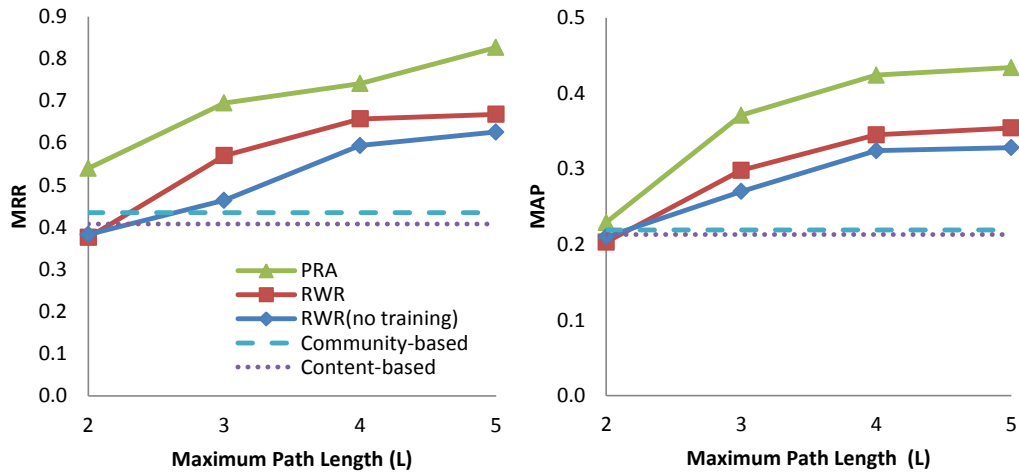 MRR
0.9
0.8
0.7
0.6
0.5
0.4
0.3
0.2
0.1
0.0
PRA
RWR
RWR(no training)
Community-based
Content-based
2 3 4 5
Maximum Path Length (L)
MAP
0.5
0.4
0.3
0.2
0.1
0.0
2 3 4 5
Maximum Path Length (L)